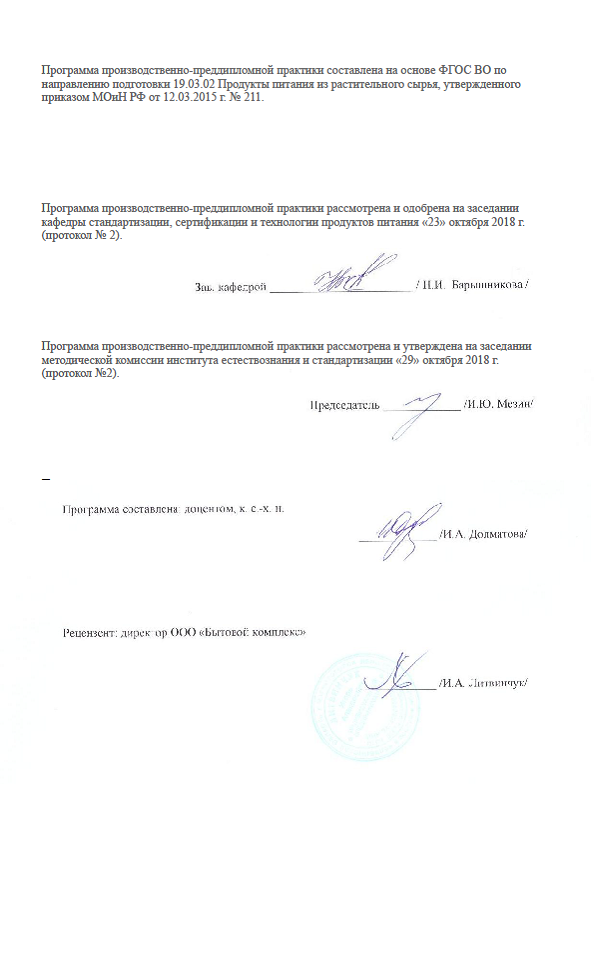 Программа производственно-преддипломной практики составлена на основе ФГОС ВО по
направлению подготовки 19.03.02 Продукты питания из растительного сырья, утвержденного
приказом МОиН РФ от 12.03.2015 г. № 211.
Программа производственно-преддипломной практики рассмотрена и одобрена на заседании
кафедры стандартизации, сертификации и технологии продуктов питания «23» октября 2018 г.
(протокол № 2).
Зав. кафедрой / Н.И. Барышникова /
Программа производственно-преддипломной практики рассмотрена и утверждена на заседании
методической комиссии института естествознания и стандартизации «29» октября 2018 г.
(протокол №2).
Председатель /И.Ю. Мезин/
Программа составлена: доцентом, к. с.-х. н.
/И.А. Долматова/
Рецензент: директор ООО «Бытовой комплекс»
/И.А. Литвинчук/